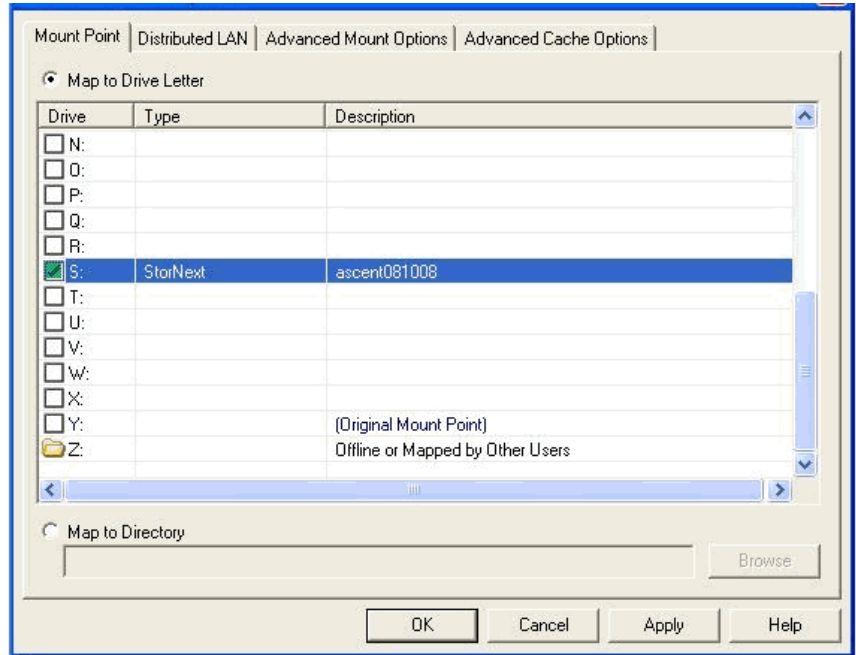 Mount Point Distributed LAN Advanced Mount Options Advanced Cache Options
Map to Drive Letter
Drive Type Description
N:
O:
P:
Q:
R:
S: StorNext ascent081008
T:
U:
V:
W:
X:
Y: (Original Mount Point)
Z: Offline or Mapped by Other Users
Map to Directory
Browse
OK Cancel Apply Help